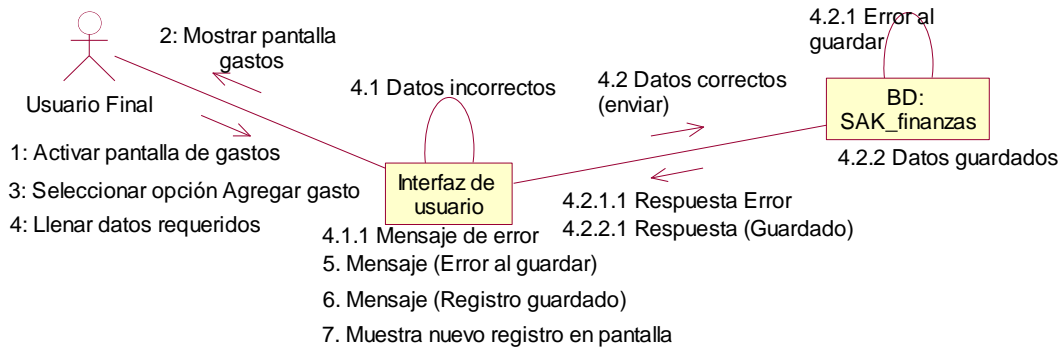 2: Mostrar pantalla
gastos
Usuario Final
1: Activar pantalla de gastos
3: Seleccionar opción Agregar gasto
4: Llenar datos requeridos
4.1 Datos incorrectos
Interfaz de
usuario
4.1.1 Mensaje de error
5. Mensaje (Error al guardar)
6. Mensaje (Registro guardado)
7. Muestra nuevo registro en pantalla
4.2 Datos correctos
(enviar)
4.2.1.1 Respuesta Error
4.2.2.1 Respuesta (Guardado)
4.2.1 Error al
guardar
BD:
SAK_finanzas
4.2.2 Datos guardados